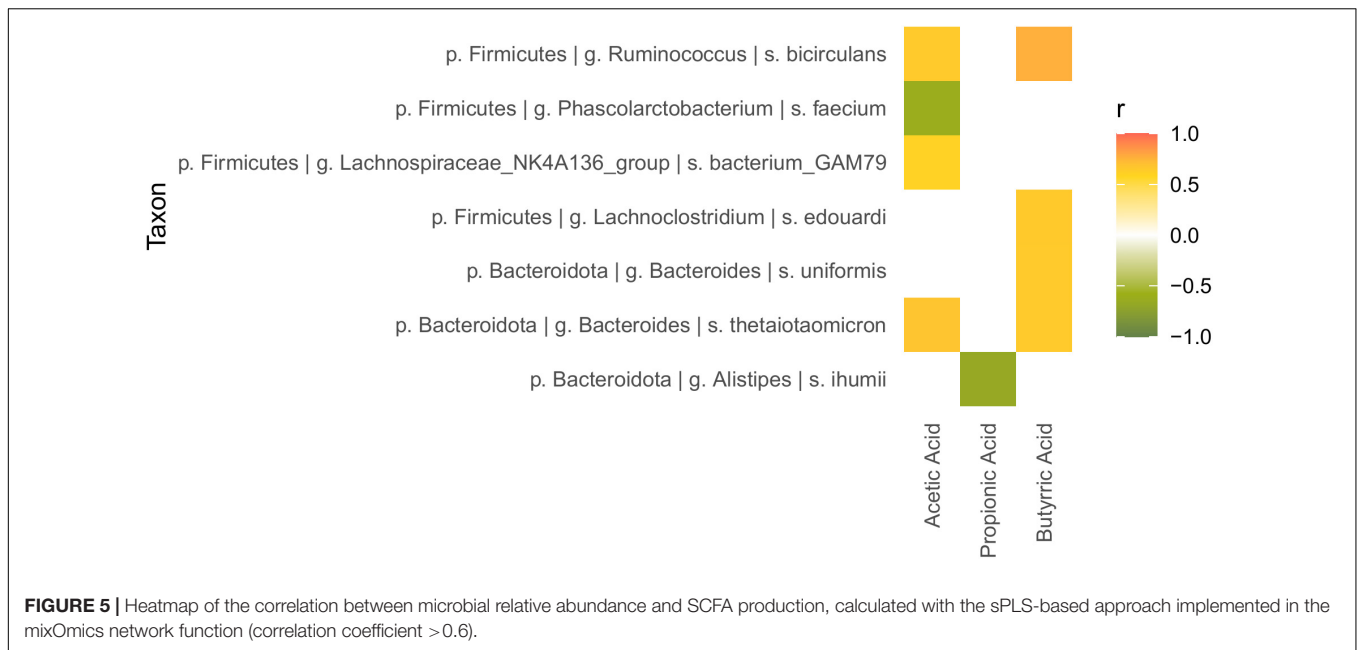 p. Firmicutes | g. Ruminococcus | s. bicirculans
p. Firmicutes | g. Phascolarctobacterium | s. faecium
p. Firmicutes | g. Lachnospiraceae_NK4A136_group | s. bacterium_GAM79
p. Firmicutes | g. Lachnoclostridium | s. edouardi
p. Bacteroidota | g. Bacteroides | s. uniformis
p. Bacteroidota | g. Bacteroides | s. thetaiotaomicron
p. Bacteroidota | g. Alistipes | s. ihumii
Taxon
Acetic Acid
Propionic Acid
Butyrric Acid
r
1.0
0.5
0.0
−0.5
−1.0
FIGURE 5 | Heatmap of the correlation between microbial relative abundance and SCFA production, calculated with the sPLS-based approach implemented in the
mixOmics network function (correlation coefficient >0.6).